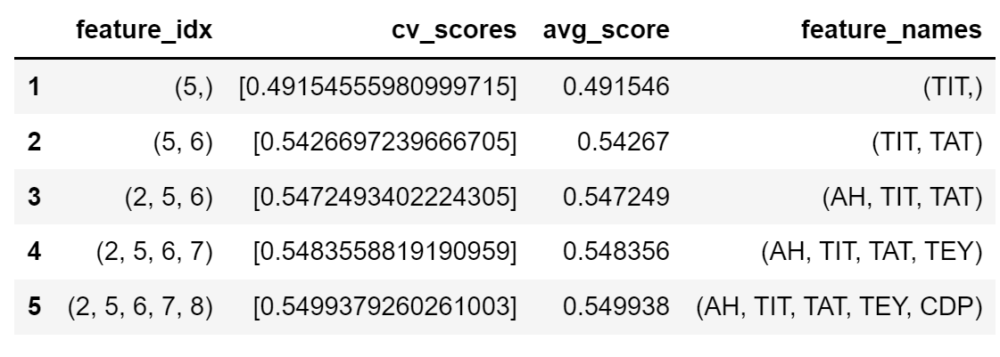 feature_idx cv_scores avg_score feature_names
1 (5,) [0.49154555980999715] 0.491546 (TIT,)
2 (5, 6) [0.5426697239666705] 0.54267 (TIT, TAT)
3 (2, 5, 6) [0.5472493402224305] 0.547249 (AH, TIT, TAT)
4 (2, 5, 6, 7) [0.5483558819190959] 0.548356 (AH, TIT, TAT, TEY)
5 (2, 5, 6, 7, 8) [0.5499379260261003] 0.549938 (AH, TIT, TAT, TEY, CDP)